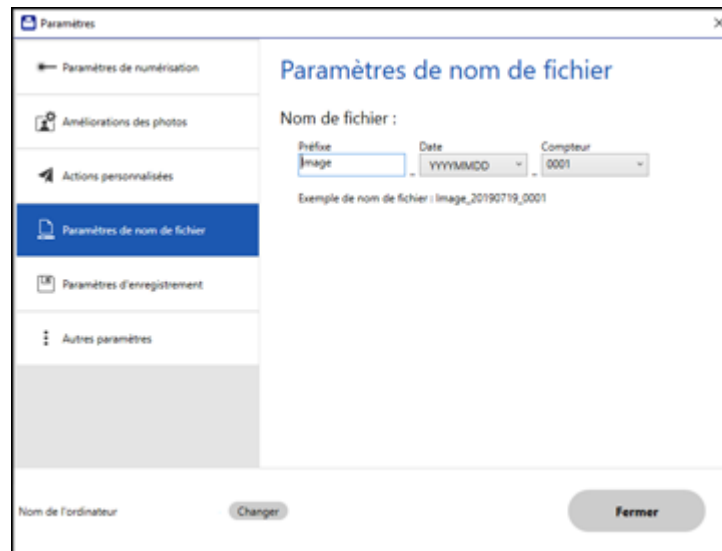 Paramètres
Paramètres de numérisation
Améliorations des photos
Actions personnalisées
Paramètres de nom de fichier
Paramètres d'enregistrement
Autres paramètres
Paramètres de nom de fichier
Nom de fichier :
Préfixe Date Compteur
Image _ YYYYMMDD _ 0001
Exemple de nom de fichier : Image_20190719_0001
Nom de l'ordinateur Changer Fermer